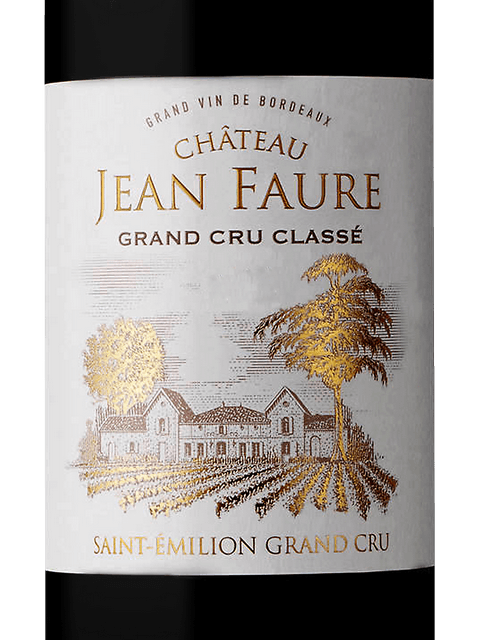 GRAND VIN DE BORDEAUX
CHÂTEAU
JEAN FAURE
GRAND CRU CLASSÉ
SAINT-ÉMILION GRAND CRU